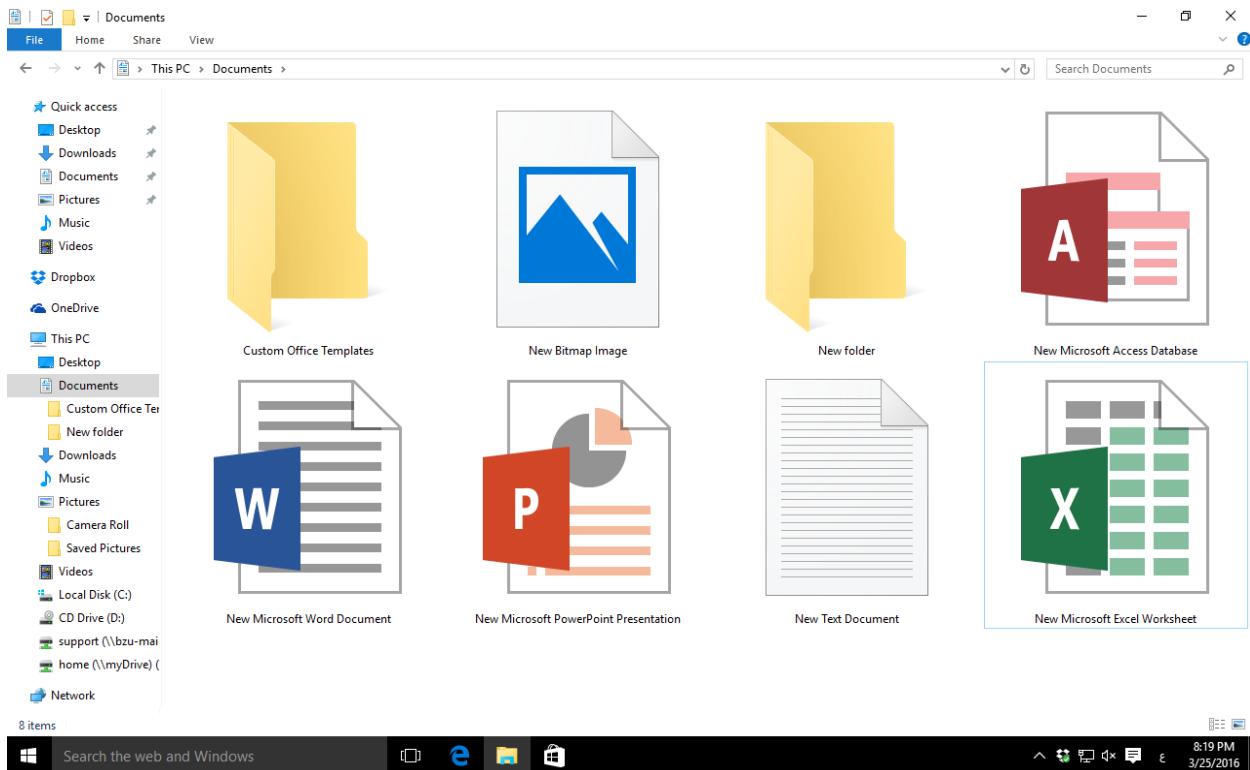 Documents
File Home Share View
This PC Documents
Search Documents
Quick access
Desktop
Downloads
Documents
Pictures
Music
Videos
Dropbox
OneDrive
This PC
Desktop
Documents
Custom Office Ter
New folder
Downloads
Music
Pictures
Camera Roll
Saved Pictures
Videos
Local Disk (C:)
CD Drive (D:)
support (\\bzu-mai
home (\\myDrive) (
Network
A
Custom Office Templates New Bitmap Image New folder New Microsoft Access Database
W P X
New Microsoft Word Document New Microsoft PowerPoint Presentation New Text Document New Microsoft Excel Worksheet
8 items
Search the web and Windows
ع
8:19 PM
3/25/2016